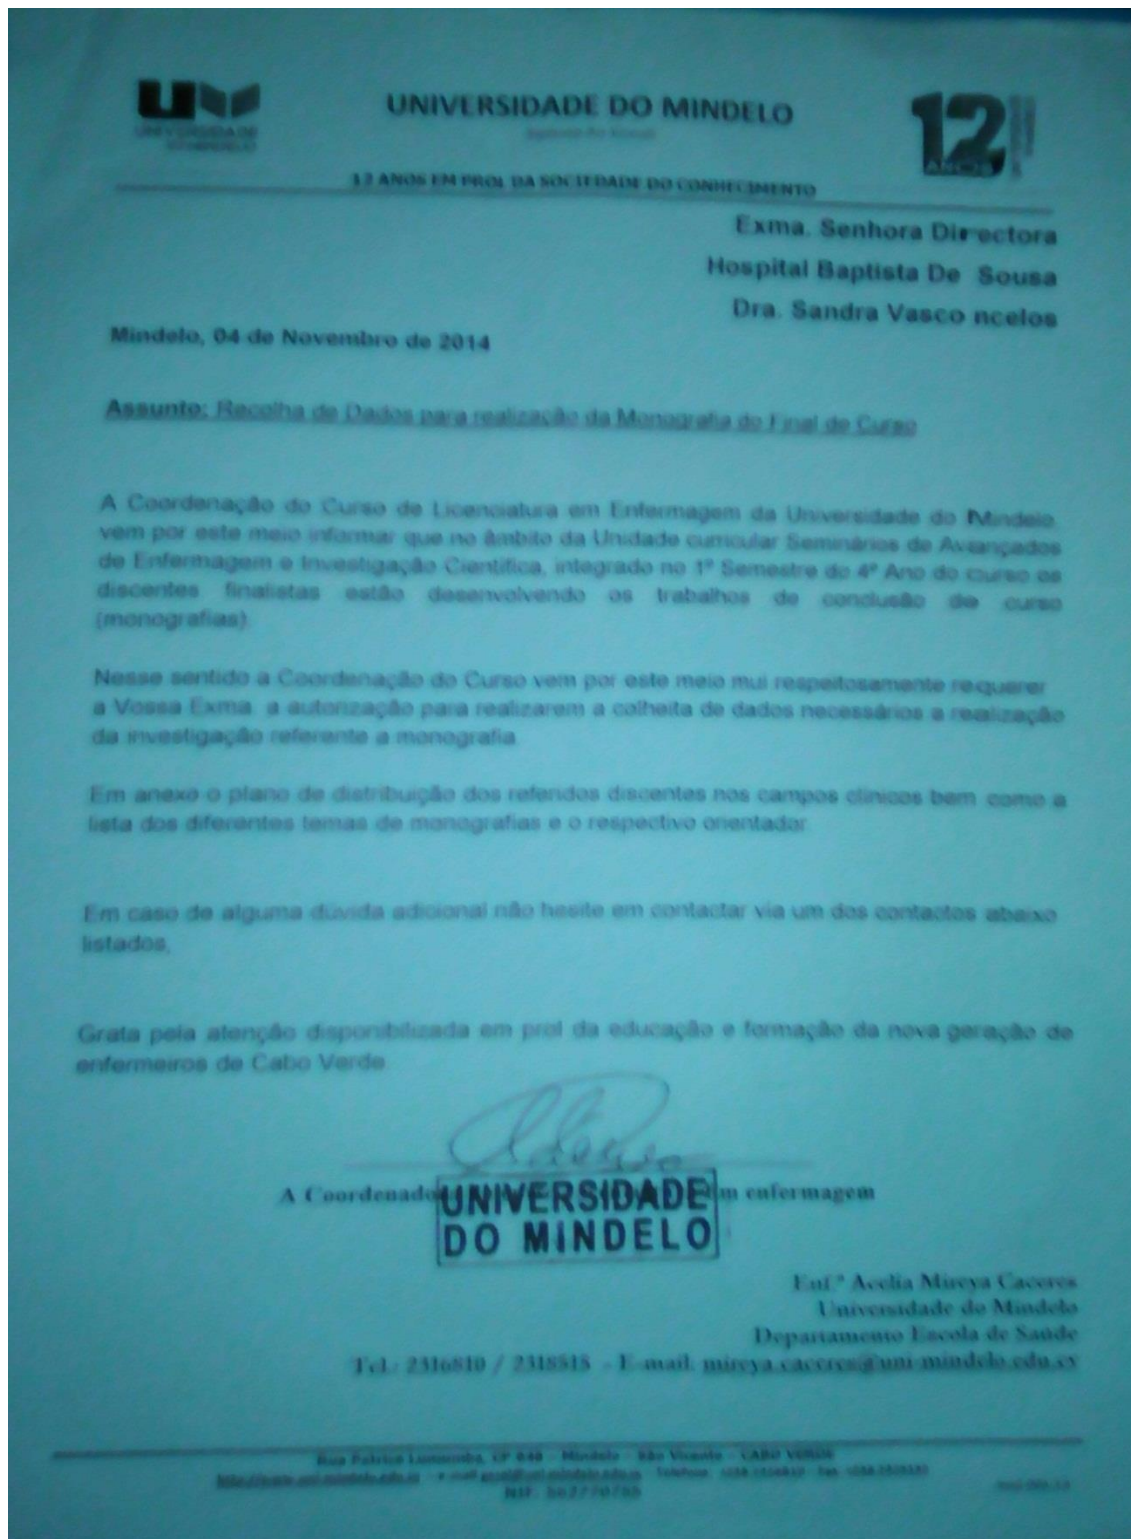 UNIVERSIDADE
DO MINDELO
UNIVERSIDADE DO MINDELO
12
ANOS
12 ANOS EM PROL DA SOCIEDADE DO CONHECIMENTO
Exma. Senhora Directora
Hospital Baptista De Sousa
Dra. Sandra Vasco ncelos
Mindelo, 04 de Novembro de 2014
Assunto: Recolha de Dados para realização da Monografia do Final de Curso
A Coordenação do Curso de Licenciatura em Enfermagem da Universidade do Mindelo,
vem por este meio informar que no âmbito da Unidade curricular Seminários de Avançados
de Enfermagem e Investigação Científica, integrado no 1º Semestre do 4º Ano do curso os
discentes finalistas estão desenvolvendo os trabalhos de conclusão de curso
(monografias).
Nesse sentido a Coordenação do Curso vem por este meio mui respeitosamente requerer
a Vossa Exma. a autorização para realizarem a colheita de dados necessários a realização
da investigação referente a monografia.
Em anexo o plano de distribuição dos referidos discentes nos campos clínicos bem como a
lista dos diferentes temas de monografias e o respectivo orientador.
Em caso de alguma dúvida adicional não hesite em contactar via um dos contactos abaixo
listados,
Grata pela atenção disponibilizada em prol da educação e formação da nova geração de
enfermeiros de Cabo Verde.
A Coordenado em enfermagem
UNIVERSIDADE
DO MINDELO
Enf.ª Acelia Mireya Caceres
Universidade do Mindelo
Departamento Escola de Saúde
Tel.: 2316810 / 2318515 - E-mail: mireya.caceres@uni-mindelo.edu.cv
Rua Patrice Lumumba, CP 648 - Mindelo - São Vicente - CABO VERDE